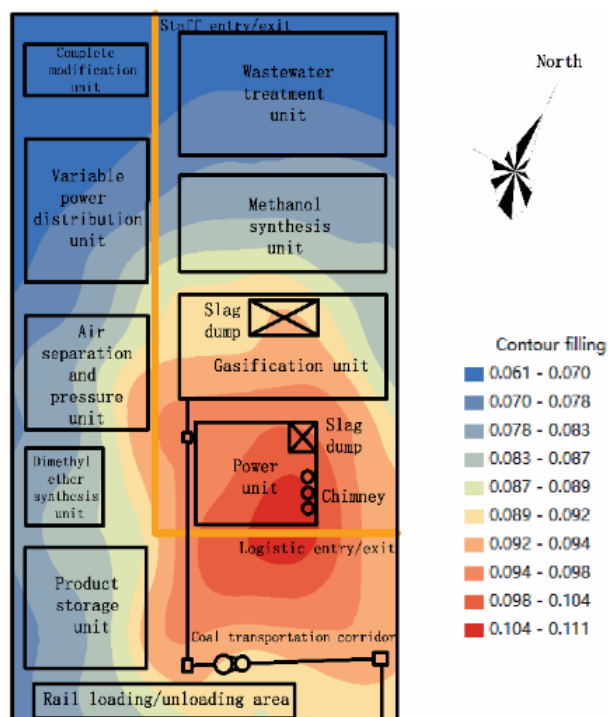 Staff entry/exit
Complete
modification
unit
Wastewater
treatment
unit
North
Variable
power
distribution
unit
Methanol
synthesis
unit
Slag
dump
Gasification unit
Air
separation
and
pressure
unit
Contour filling
0.061 - 0.070
0.070 - 0.078
0.078 - 0.083
0.083 - 0.087
0.087 - 0.089
0.089 - 0.092
0.092 - 0.094
0.094 - 0.098
0.098 - 0.104
0.104 - 0.111
Slag
dump
Power
unit
Chimney
Dimethyl
ether
synthesis
unit
Logistic entry/exit
Product
storage
unit
Coal transportation corridor
Rail loading/unloading area